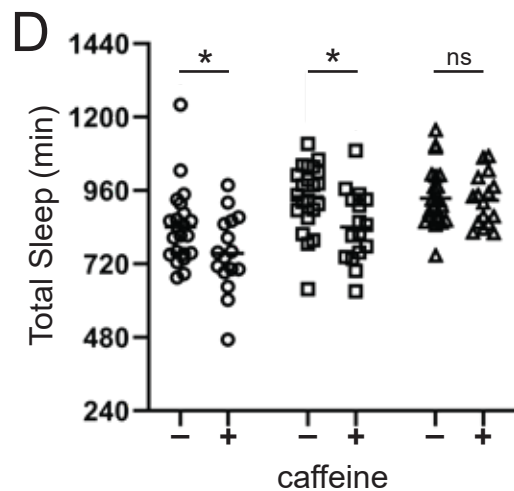 D
Total Sleep (min)
1440
1200
960
720
480
240
* * ns
− + − + − +
caffeine